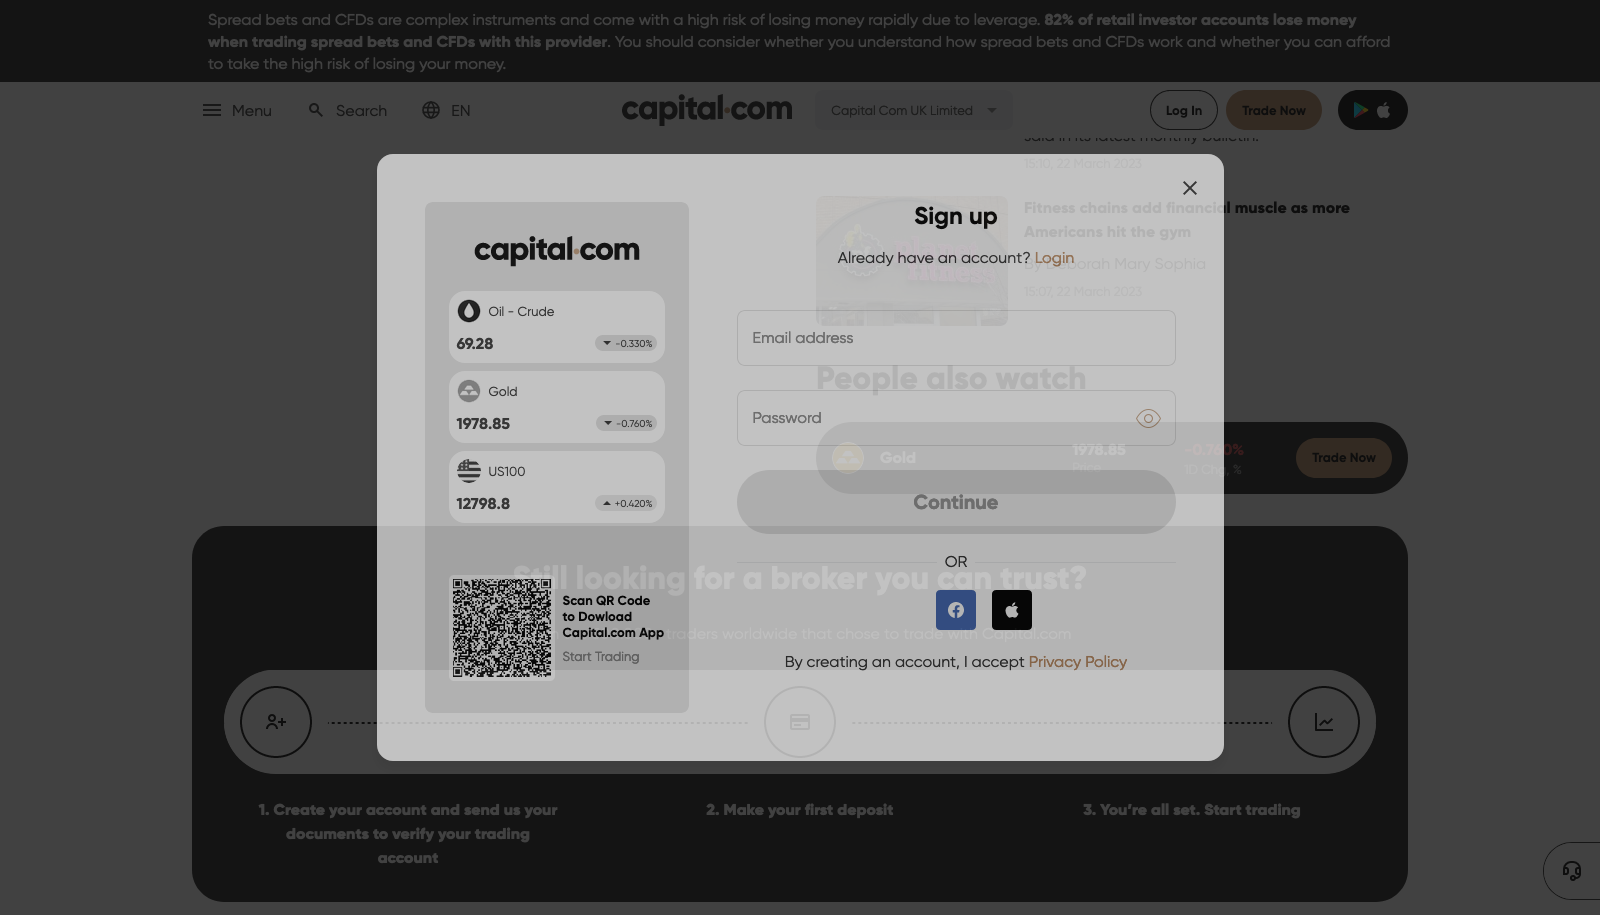 Spread bets and CFDs are complex instruments and come with a high risk of losing money rapidly due to leverage. 82% of retail investor accounts lose money
when trading spread bets and CFDs with this provider. You should consider whether you understand how spread bets and CFDs work and whether you can afford
to take the high risk of losing your money.
Menu
Search
EN
capital.com
Capital Com UK Limited
Log In
Trade Now
said in its latest monthly bulletin.
15:10, 22 March 2023
Fitness chains add financial muscle as more
Americans hit the gym
By Deborah Mary Sophia
15:07, 22 March 2023
Sign up
Already have an account? Login
capital.com
Oil - Crude
69.28
-0.330%
Gold
1978.85
-0.760%
US100
12798.8
+0.420%
Scan QR Code
to Dowload
Capital.com App
Start Trading
Email address
People also watch
Password
Gold
1978.85
Price
-0.760%
1D Chg, %
Trade Now
Continue
OR
Still looking for a broker you can trust?
traders worldwide that chose to trade with Capital.com
By creating an account, I accept Privacy Policy
1. Create your account and send us your
documents to verify your trading
account
2. Make your first deposit
3. You're all set. Start trading